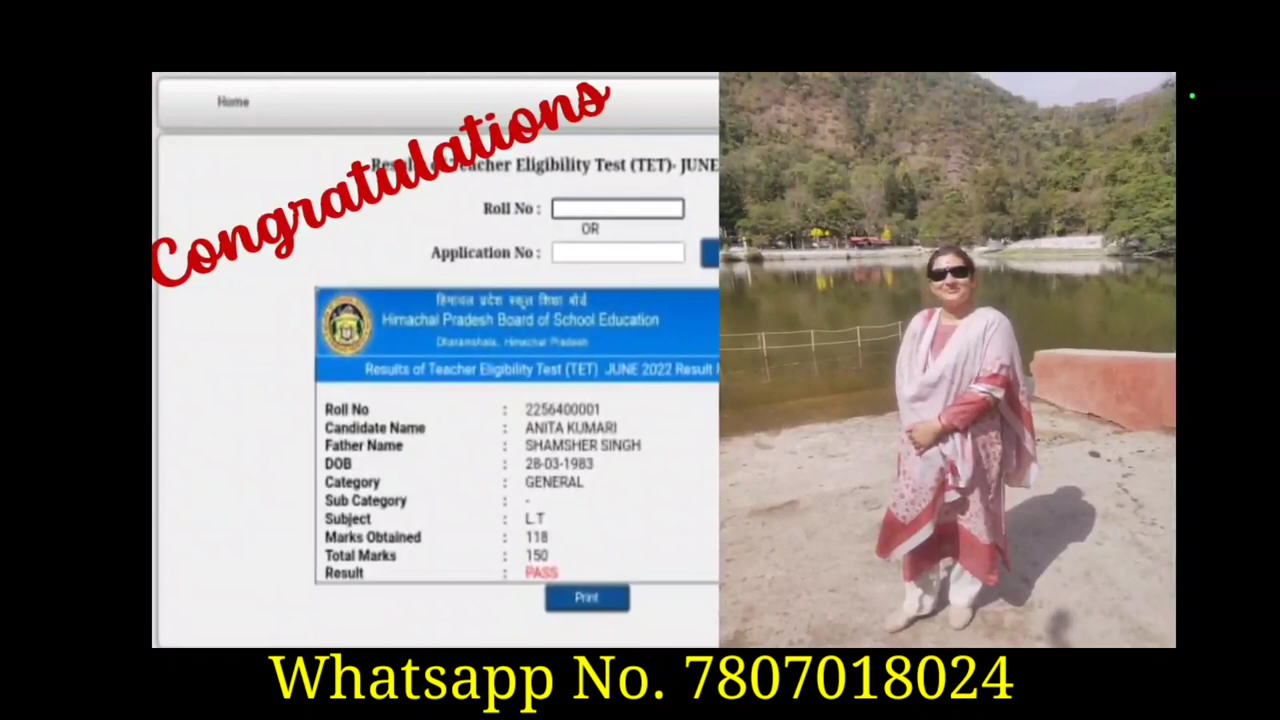 Home
Congratulations
Results of Teacher Eligibility Test (TET)- JUNE
Roll No :
OR
Application No :
हिमाचल प्रदेश स्कूल शिक्षा बोर्ड
Himachal Pradesh Board of School Education
Dharamshala, Himachal Pradesh
Results of Teacher Eligibility Test (TET) JUNE 2022 Result
Roll No : 2256400001
Candidate Name : ANITA KUMARI
Father Name : SHAMSHER SINGH
DOB : 28-03-1983
Category : GENERAL
Sub Category : -
Subject : L.T
Marks Obtained : 118
Total Marks : 150
Result : PASS
Print
Whatsapp No. 7807018024